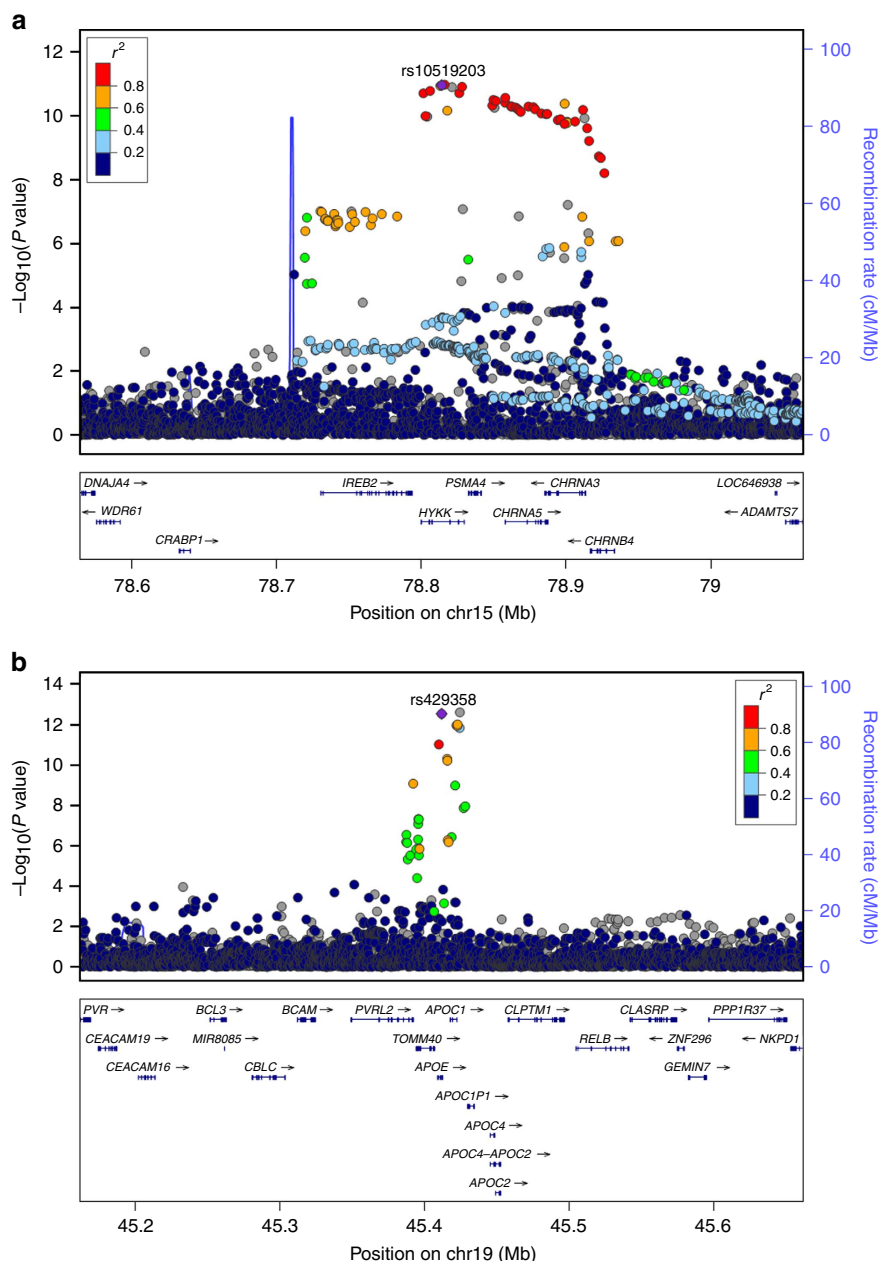 a
12
10
8
6
4
2
0
–Log10(P value)
r2
0.8
0.6
0.4
0.2
rs10519203
100
80
60
40
20
0
Recombination rate (cM/Mb)
DNAJA4 → IREB2 → PSMA4 → ← CHRNA3 LOC646938 →
← WDR61 HYKK → CHRNA5 → ← ADAMTS7
CRABP1 → ← CHRNB4
78.6 78.7 78.8 78.9 79
Position on chr15 (Mb)
b
14
12
10
8
6
4
2
0
–Log10(P value)
rs429358
r2
0.8
0.6
0.4
0.2
100
80
60
40
20
0
Recombination rate (clM/Mb)
PVR → BCL3 → BCAM → PVRL2 → APOC1 → CLPTM1 → CLASRP → PPP1R37 →
CEACAM19 → MIR8085 → TOMM40 → RELB → ← ZNF296 ← NKPD1
CEACAM16 → CBLC → APOE → GEMIN7 →
APOC1P1 →
APOC4 →
APOC4–APOC2 →
APOC2 →
45.2 45.3 45.4 45.5 45.6
Position on chr19 (Mb)